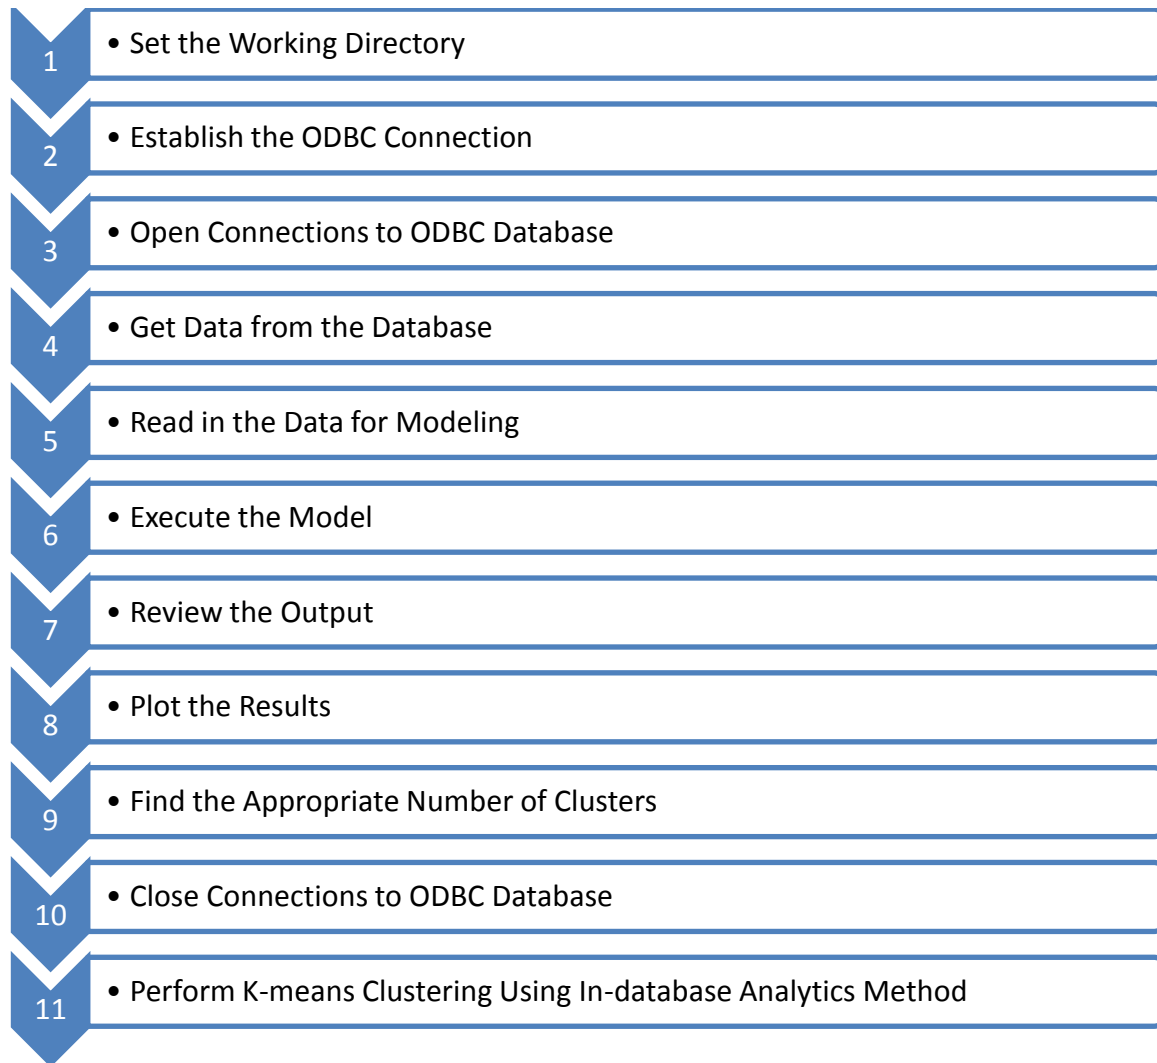 1 • Set the Working Directory
2 • Establish the ODBC Connection
3 • Open Connections to ODBC Database
4 • Get Data from the Database
5 • Read in the Data for Modeling
6 • Execute the Model
7 • Review the Output
8 • Plot the Results
9 • Find the Appropriate Number of Clusters
10 • Close Connections to ODBC Database
11 • Perform K-means Clustering Using In-database Analytics Method